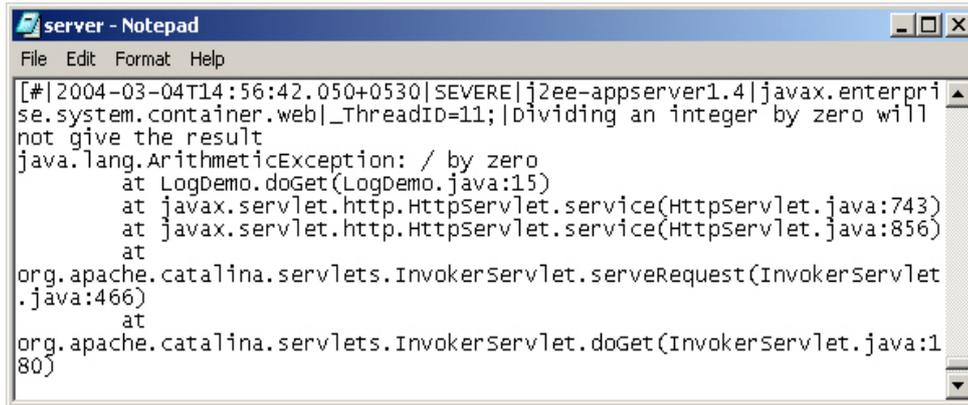 server - Notepad
File Edit Format Help
[#|2004-03-04T14:56:42.050+0530|SEVERE|j2ee-appserver1.4|javax.enterpri
se.system.container.web|_ThreadID=11;|Dividing an integer by zero will
not give the result
java.lang.ArithmeticException: / by zero
        at LogDemo.doGet(LogDemo.java:15)
        at javax.servlet.http.HttpServlet.service(HttpServlet.java:743)
        at javax.servlet.http.HttpServlet.service(HttpServlet.java:856)
        at
org.apache.catalina.servlets.InvokerServlet.serveRequest(InvokerServlet
.java:466)
        at
org.apache.catalina.servlets.InvokerServlet.doGet(InvokerServlet.java:1
80)